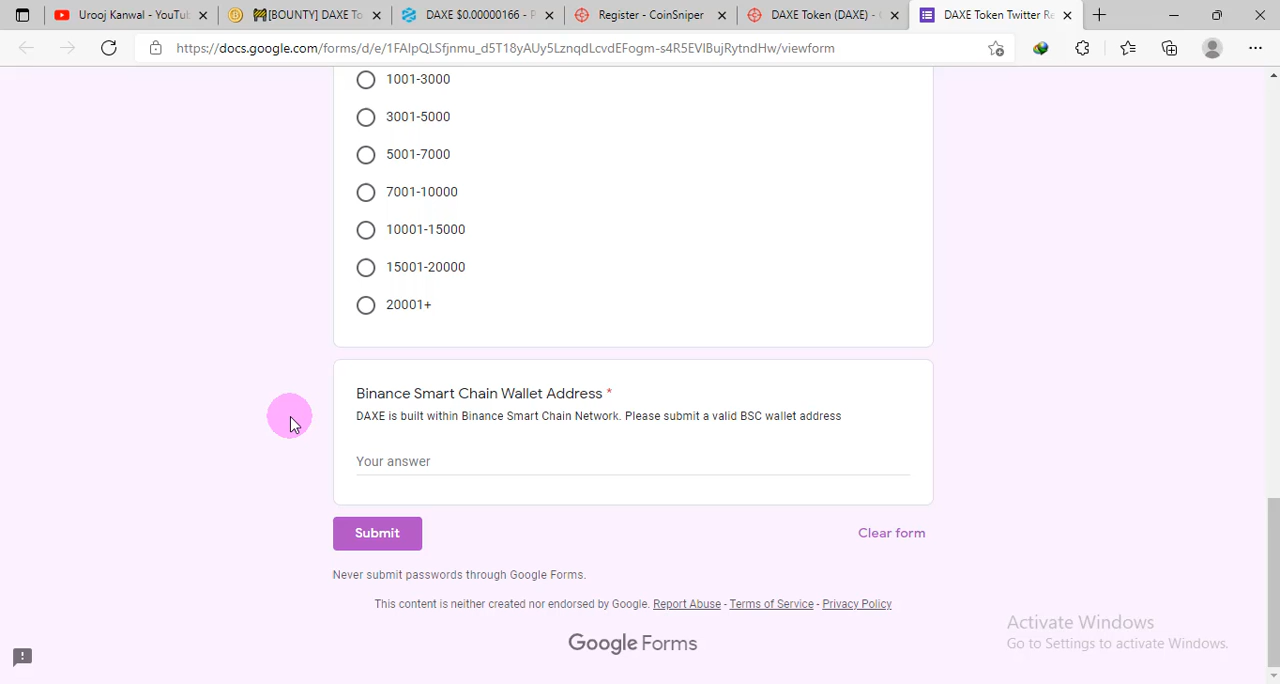 Urooj Kanwal - YouTu
[BOUNTY] DAXE To
DAXE $0.00000166 - P
Register - CoinSniper
DAXE Token (DAXE) -
DAXE Token Twitter Re
https://docs.google.com/forms/d/e/1FAIpQLSfjnmu_d5T18yAUy5LznqdLcvdEFogm-s4R5EVIBujRytndHw/viewform
1001-3000
3001-5000
5001-7000
7001-10000
10001-15000
15001-20000
20001+
Binance Smart Chain Wallet Address *
DAXE is built within Binance Smart Chain Network. Please submit a valid BSC wallet address
Your answer
Submit
Clear form
Never submit passwords through Google Forms.
This content is neither created nor endorsed by Google. Report Abuse - Terms of Service - Privacy Policy
Google Forms
Activate Windows
Go to Settings to activate Windows.